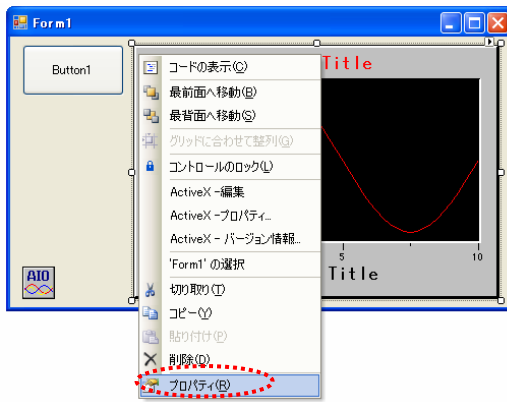 Form1
Button1
Title
コードの表示(C)
最前面へ移動(B)
最背面へ移動(S)
グリッドに合わせて整列(G)
コントロールのロック(L)
ActiveX -編集
ActiveX -プロパティ...
ActiveX - バージョン情報...
'Form1' の選択
切り取り(T)
コピー(Y)
貼り付け(P)
削除(D)
プロパティ(R)
5
10
Title
AIO